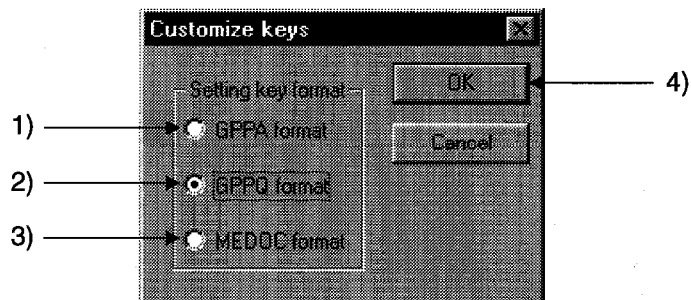 Customize keys
Setting key format
OK
4)
1)
GPPA format
Cancel
2)
GPPQ format
3)
MEDOC format